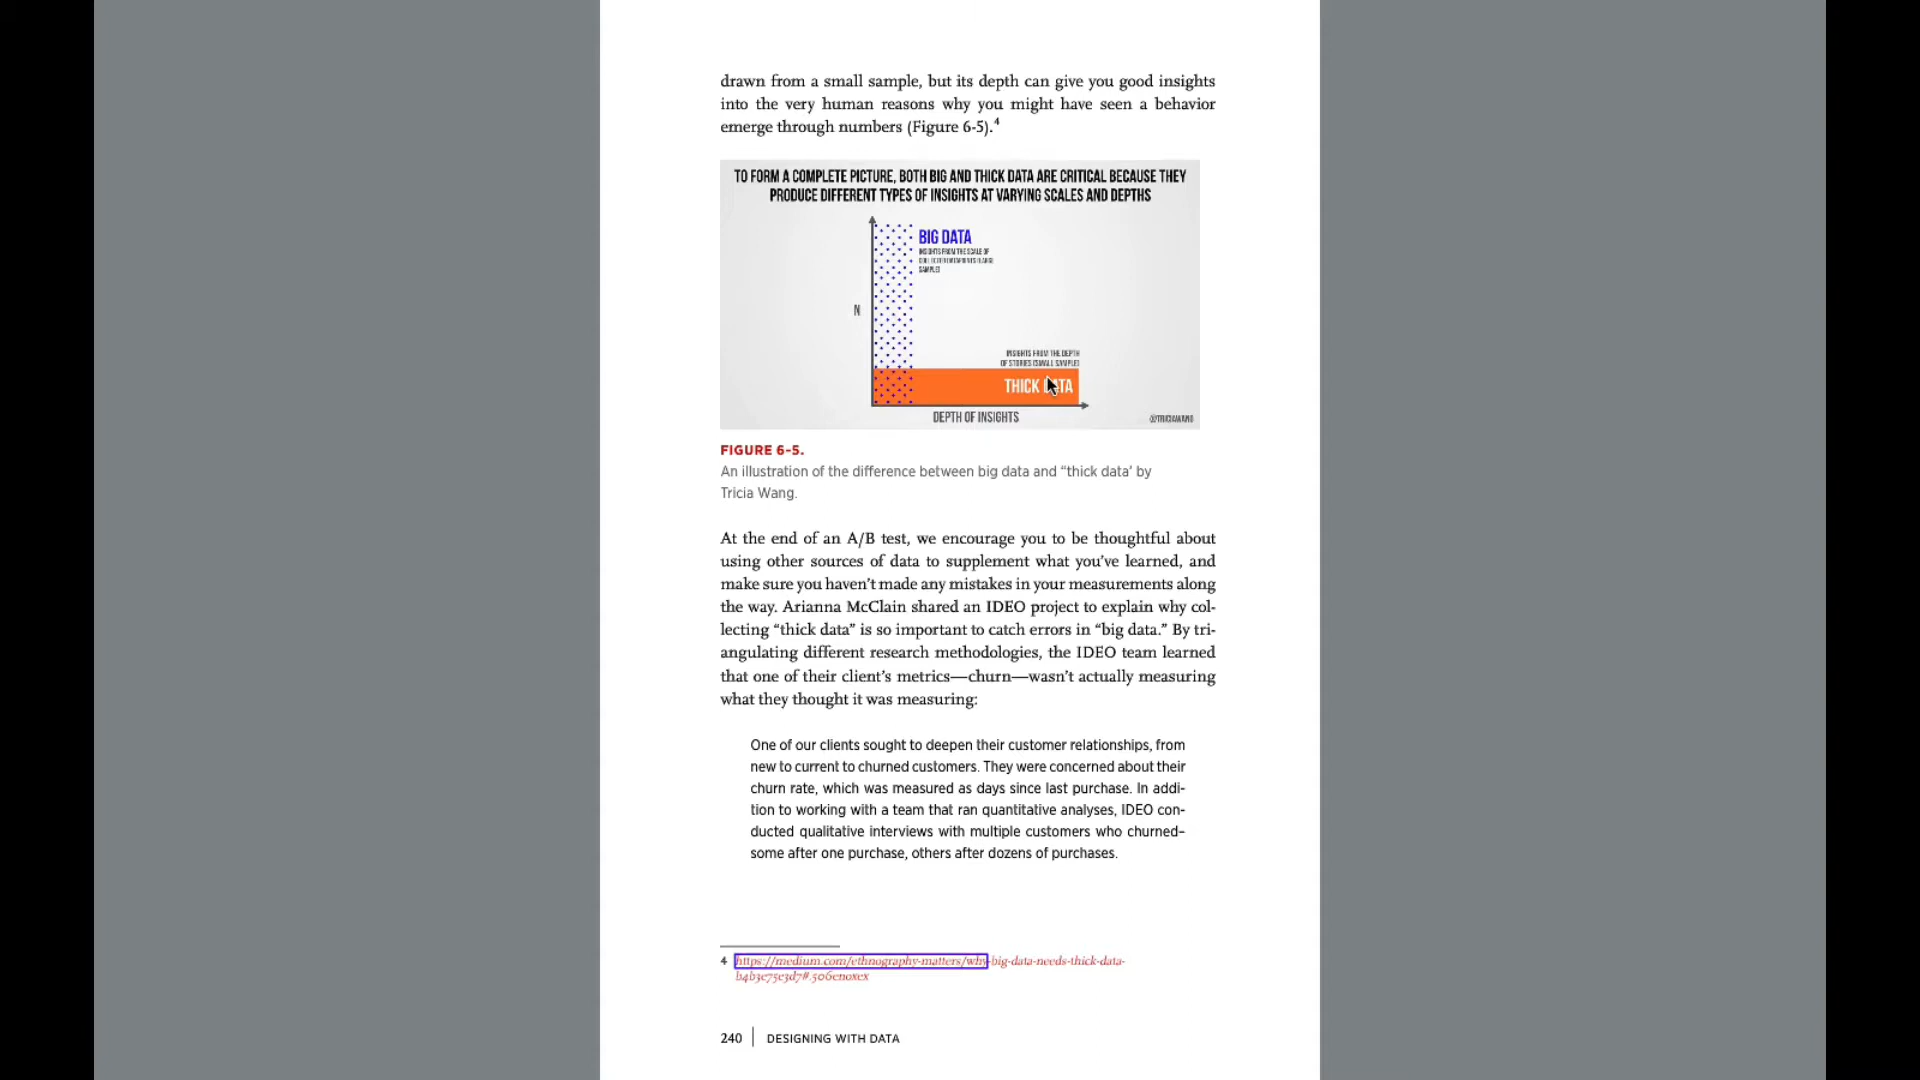 drawn from a small sample, but its depth can give you good insights
into the very human reasons why you might have seen a behavior
emerge through numbers (Figure 6-5).4
TO FORM A COMPLETE PICTURE, BOTH BIG AND THICK DATA ARE CRITICAL BECAUSE THEY
PRODUCE DIFFERENT TYPES OF INSIGHTS AT VARYING SCALES AND DEPTHS
BIG DATA
INSIGHTS FROM THE SCALE OF
COLLECTED DATAPOINTS (LARGE
SAMPLE)
N
INSIGHTS FROM THE DEPTH
OF STORIES (SMALL SAMPLE)
THICK DATA
DEPTH OF INSIGHTS
@TRICIAWANG
FIGURE 6-5.
An illustration of the difference between big data and “thick data’ by
Tricia Wang.
At the end of an A/B test, we encourage you to be thoughtful about
using other sources of data to supplement what you’ve learned, and
make sure you haven’t made any mistakes in your measurements along
the way. Arianna McClain shared an IDEO project to explain why col-
lecting “thick data” is so important to catch errors in “big data.” By tri-
angulating different research methodologies, the IDEO team learned
that one of their client’s metrics—churn—wasn’t actually measuring
what they thought it was measuring:
One of our clients sought to deepen their customer relationships, from
new to current to churned customers. They were concerned about their
churn rate, which was measured as days since last purchase. In addi-
tion to working with a team that ran quantitative analyses, IDEO con-
ducted qualitative interviews with multiple customers who churned–
some after one purchase, others after dozens of purchases.
4 https://medium.com/ethnography-matters/why-big-data-needs-thick-data-
b4b3e75e3d7#.506enoxex
240 | DESIGNING WITH DATA